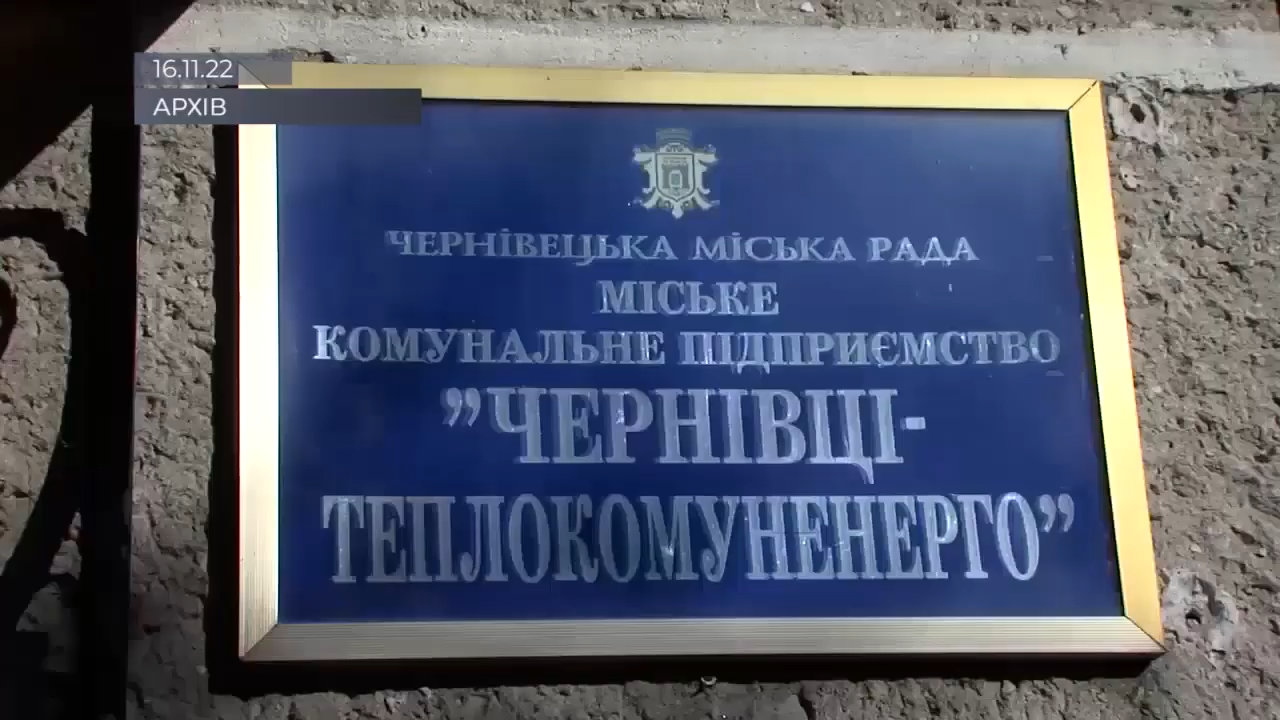 16.11.22
АРХІВ
ЧЕРНІВЕЦЬКА МІСЬКА РАДА
МІСЬКЕ
КОМУНАЛЬНЕ ПІДПРИЄМСТВО
”ЧЕРНІВЦІ-
ТЕПЛОКОМУНЕНЕРГО”